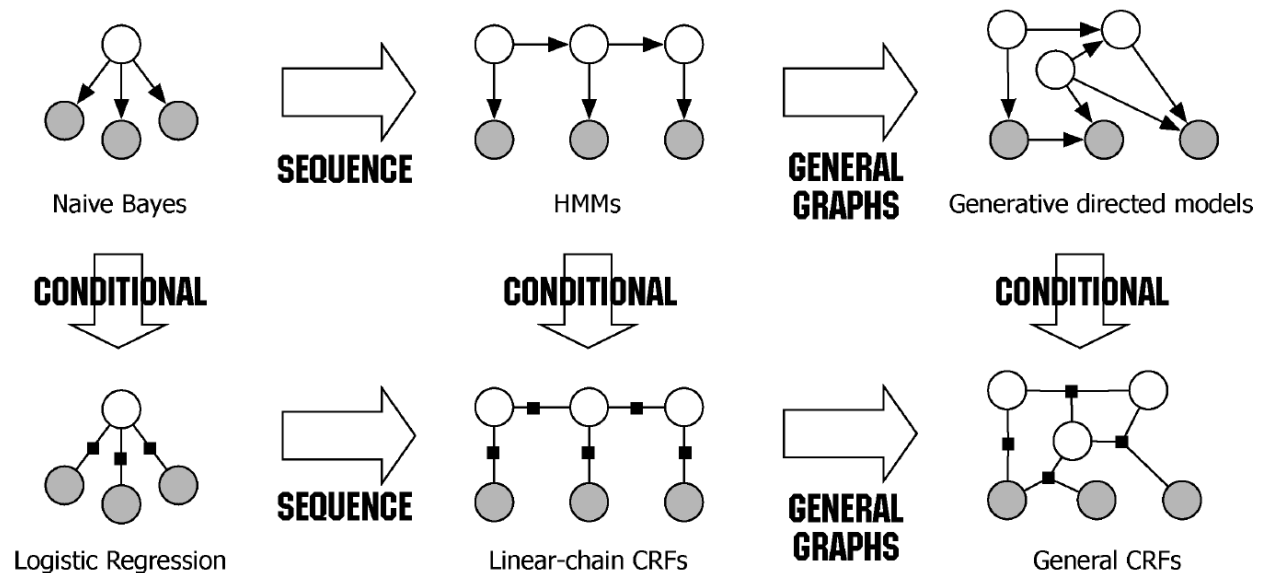 SEQUENCE
GENERAL
GRAPHS
Naive Bayes
HMMs
Generative directed models
CONDITIONAL
CONDITIONAL
CONDITIONAL
SEQUENCE
GENERAL
GRAPHS
Logistic Regression
Linear-chain CRFs
General CRFs